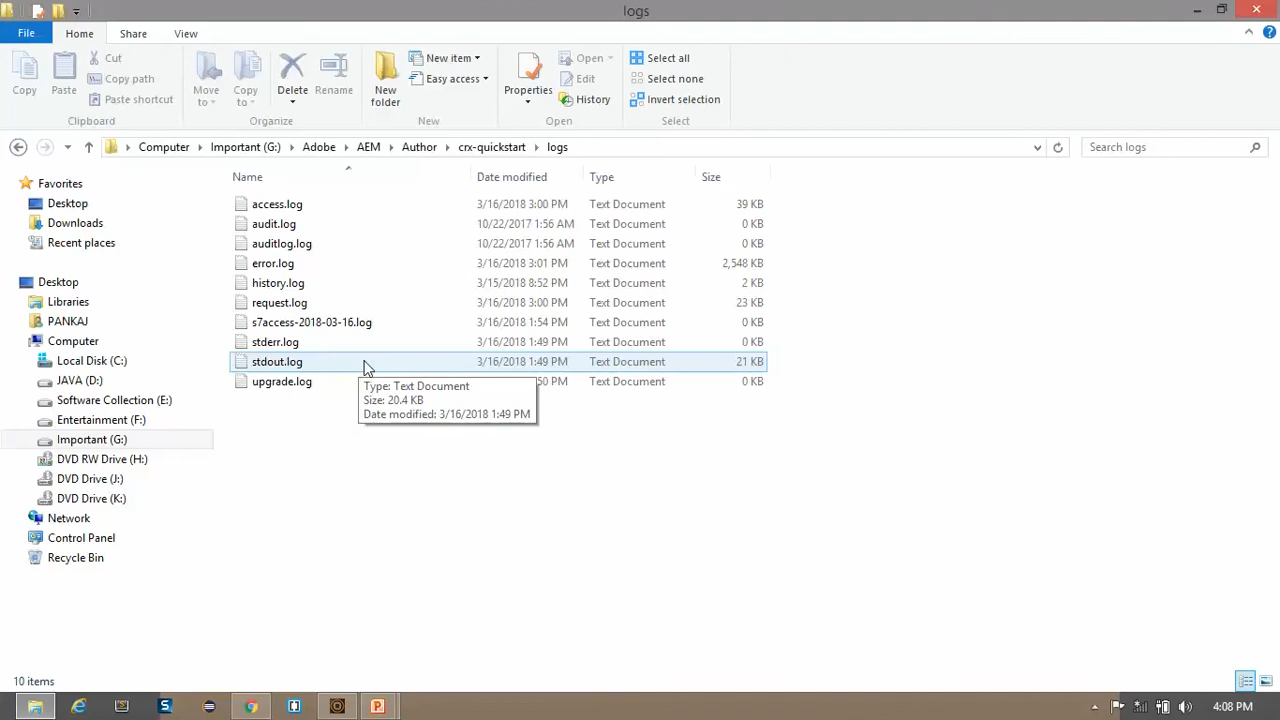 logs
File Home Share View
Copy
Paste
Cut
Copy path
Paste shortcut
Clipboard
Move to
Copy to
Delete
Rename
Organize
New folder
New item
Easy access
New
Properties
Open
Edit
History
Open
Select all
Select none
Invert selection
Select
Computer Important (G:) Adobe AEM Author crx-quickstart logs
Search logs
Favorites
Desktop
Downloads
Recent places
Desktop
Libraries
PANKAJ
Computer
Local Disk (C:)
JAVA (D:)
Software Collection (E:)
Entertainment (F:)
Important (G:)
DVD RW Drive (H:)
DVD Drive (J:)
DVD Drive (K:)
Network
Control Panel
Recycle Bin
Name Date modified Type Size
access.log 3/16/2018 3:00 PM Text Document 39 KB
audit.log 10/22/2017 1:56 AM Text Document 0 KB
auditlog.log 10/22/2017 1:56 AM Text Document 0 KB
error.log 3/16/2018 3:01 PM Text Document 2,548 KB
history.log 3/15/2018 8:52 PM Text Document 2 KB
request.log 3/16/2018 3:00 PM Text Document 23 KB
s7access-2018-03-16.log 3/16/2018 1:54 PM Text Document 0 KB
stderr.log 3/16/2018 1:49 PM Text Document 0 KB
stdout.log 3/16/2018 1:49 PM Text Document 21 KB
upgrade.log :50 PM Text Document 0 KB
Type: Text Document
Size: 20.4 KB
Date modified: 3/16/2018 1:49 PM
10 items
4:08 PM